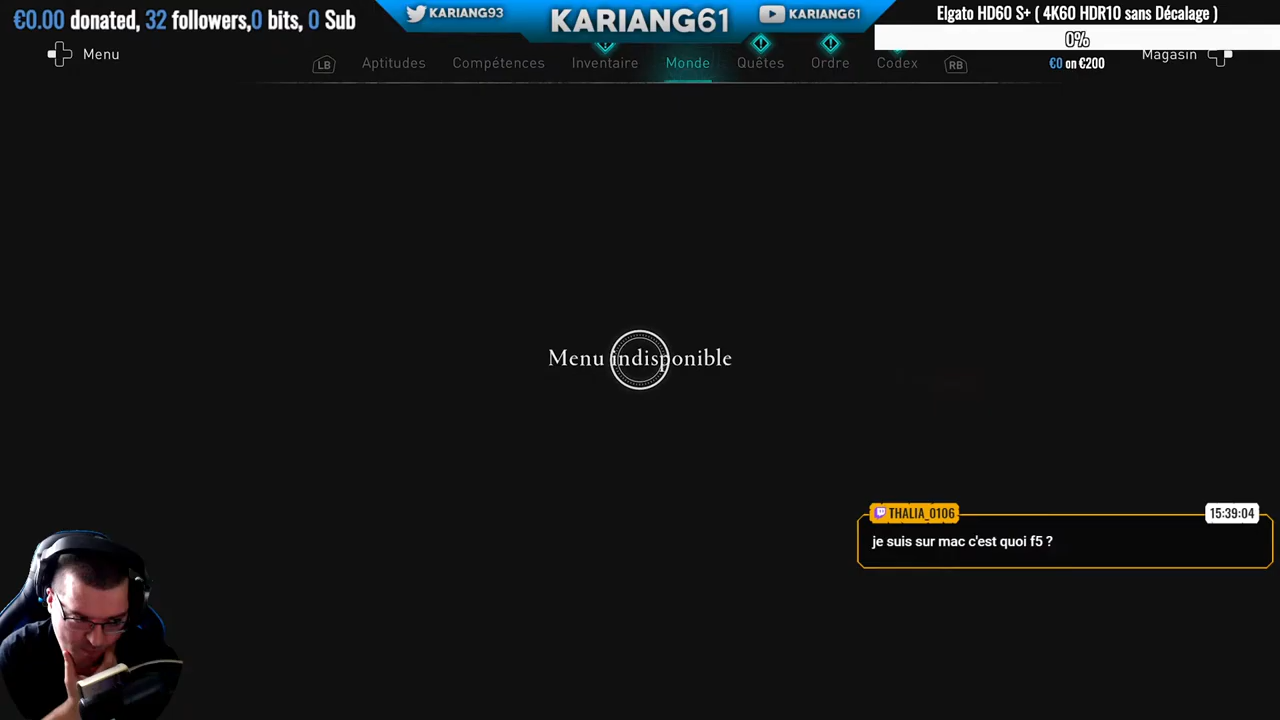 €0.00 donated, 32 followers,0 bits, 0 Sub
KARIANG93
KARIANG61
KARIANG61
Elgato HD60 S+ ( 4K60 HDR10 sans Décalage )
0%
€0 on €200
Menu
LB
Aptitudes
Compétences
Inventaire
Monde
Quêtes
Ordre
Codex
RB
Magasin
Menu indisponible
THALIA_0106
15:39:04
je suis sur mac c'est quoi f5 ?